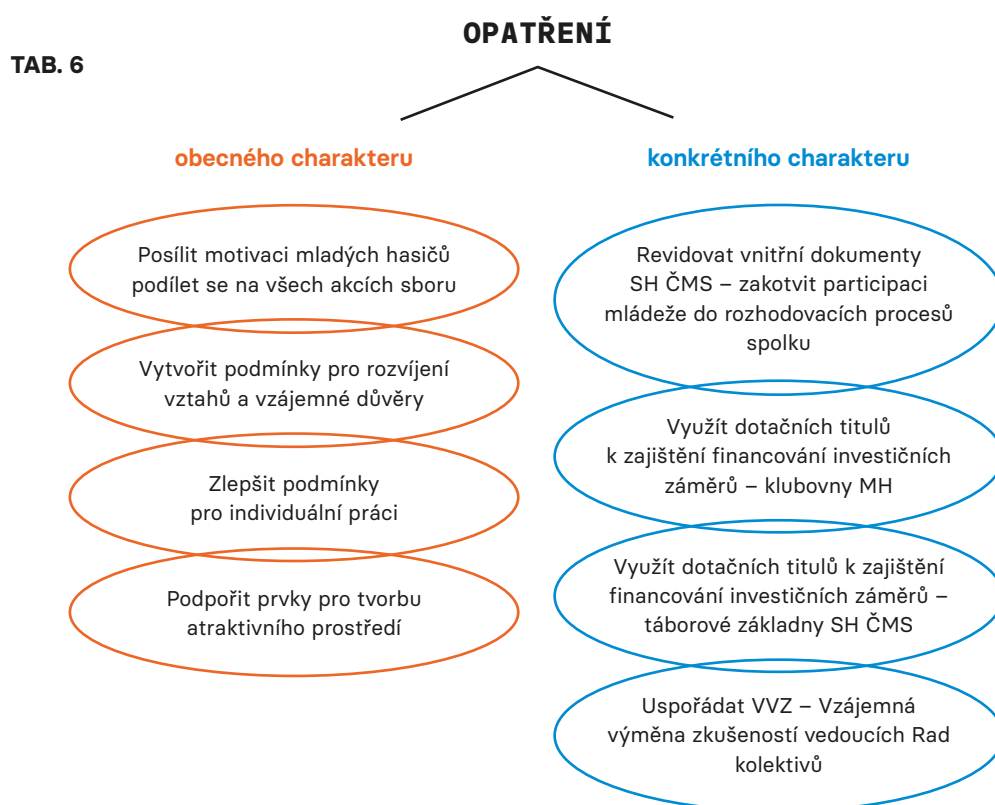 OPATŘENÍ
TAB. 6
obecného charakteru
Posílit motivaci mladých hasičů
podílet se na všech akcích sboru
Vytvořit podmínky pro rozvíjení
vztahů a vzájemné důvěry
Zlepšit podmínky
pro individuální práci
Podpořit prvky pro tvorbu
atraktivního prostředí
konkrétního charakteru
Revidovat vnitřní dokumenty
SH ČMS – zakotvit participaci
mládeže do rozhodovacích procesů
spolku
Využít dotačních titulů
k zajištění financování investičních
záměrů – klubovny MH
Využít dotačních titulů k zajištění
financování investičních záměrů –
táborové základny SH ČMS
Uspořádat VVZ – Vzájemná
výměna zkušeností vedoucích Rad
kolektivů